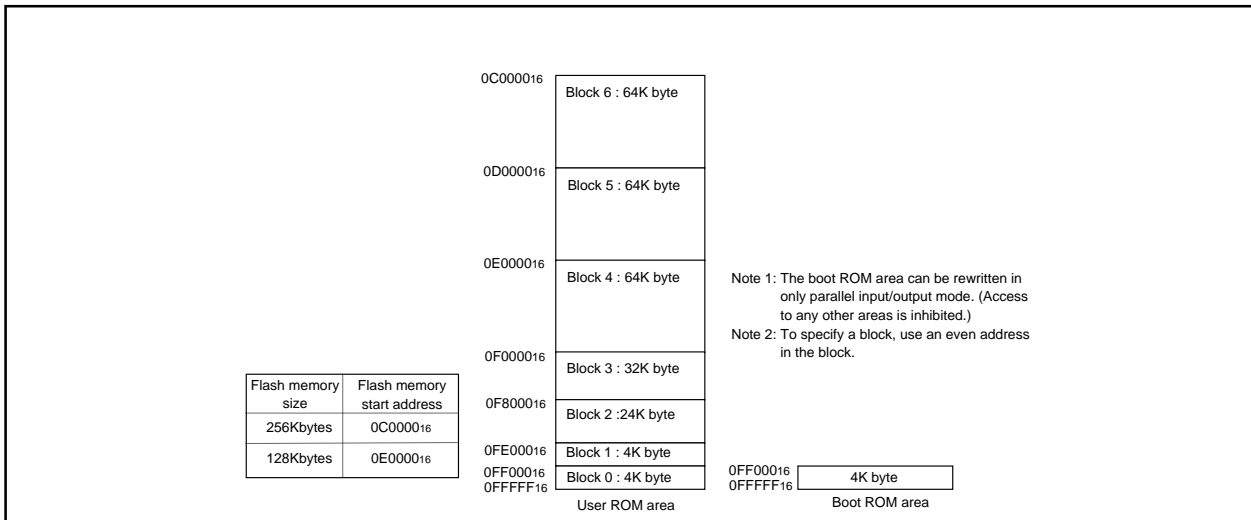 0C000016
Block 6 : 64K byte
0D000016
Block 5 : 64K byte
0E000016
Block 4 : 64K byte
Note 1: The boot ROM area can be rewritten in
only parallel input/output mode. (Access
to any other areas is inhibited.)
Note 2: To specify a block, use an even address
in the block.
0F000016
Block 3 : 32K byte
Flash memory size
Flash memory start address
256Kbytes
0C000016
128Kbytes
0E000016
0F800016
Block 2 :24K byte
0FE00016
Block 1 : 4K byte
0FF00016
Block 0 : 4K byte
0FFFFF16
User ROM area
0FF00016
4K byte
0FFFFF16
Boot ROM area